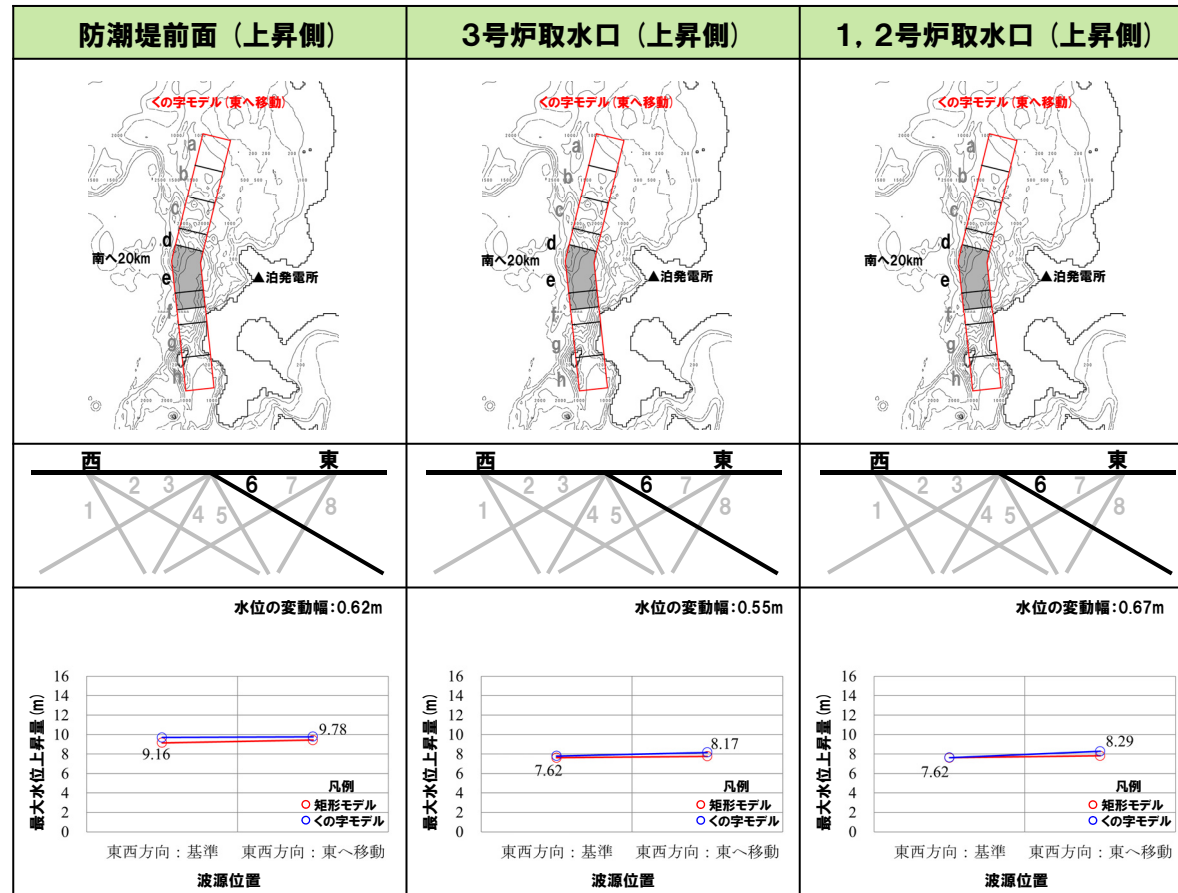 防潮堤前面（上昇側）
3号炉取水口（上昇側）
1，2号炉取水口（上昇側）
くの字モデル（東へ移動）
a
b
c
d
南へ20km
e
▲泊発電所
f
g
h
くの字モデル（東へ移動）
a
b
c
d
南へ20km
e
▲泊発電所
f
g
h
くの字モデル（東へ移動）
a
b
c
d
南へ20km
e
▲泊発電所
f
g
h
西 東
1 2 3 4 5 6 7 8
西 東
1 2 3 4 5 6 7 8
西 東
1 2 3 4 5 6 7 8
水位の変動幅：0.62m
最大水位上昇量(m)
16
14
12
10
8
6
4
2
0
9.16
9.78
凡例
矩形モデル
くの字モデル
東西方向：基準 東西方向：東へ移動
波源位置
水位の変動幅：0.55m
最大水位上昇量(m)
16
14
12
10
8
6
4
2
0
7.62
8.17
凡例
矩形モデル
くの字モデル
東西方向：基準 東西方向：東へ移動
波源位置
水位の変動幅：0.67m
最大水位上昇量(m)
16
14
12
10
8
6
4
2
0
7.62
8.29
凡例
矩形モデル
くの字モデル
東西方向：基準 東西方向：東へ移動
波源位置